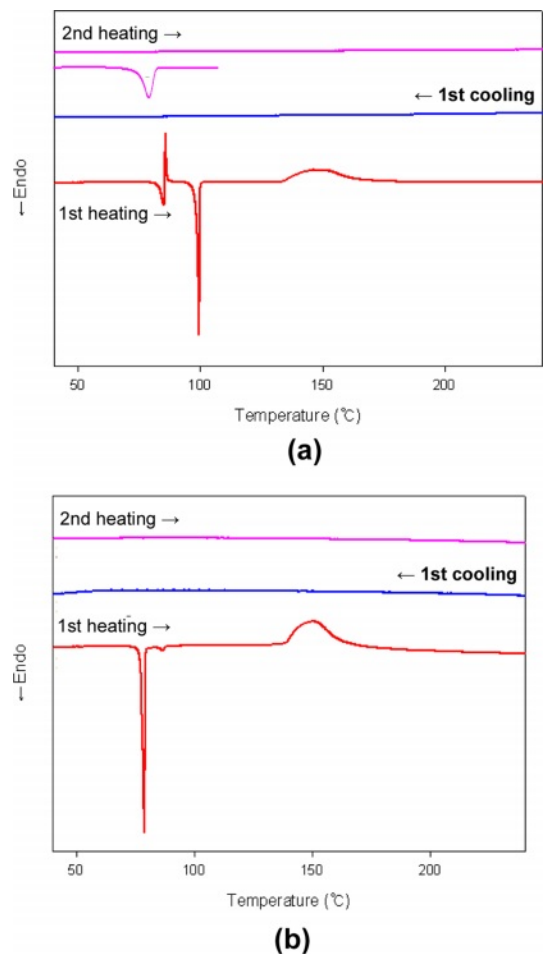 2nd heating →
← 1st cooling
1st heating →
← Endo
50 100 150 200
Temperature (℃)
(a)
2nd heating →
← 1st cooling
1st heating →
← Endo
50 100 150 200
Temperature (℃)
(b)